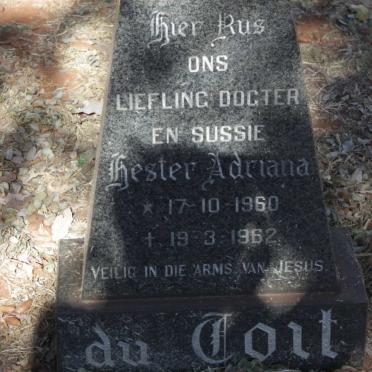 Hier Rus
ONS
LIEFLING DOGTER
EN SUSSIE
Hester Adriana
* 17-10-1960
† 19-3-1962
VEILIG IN DIE ARMS VAN JESUS
du Toit